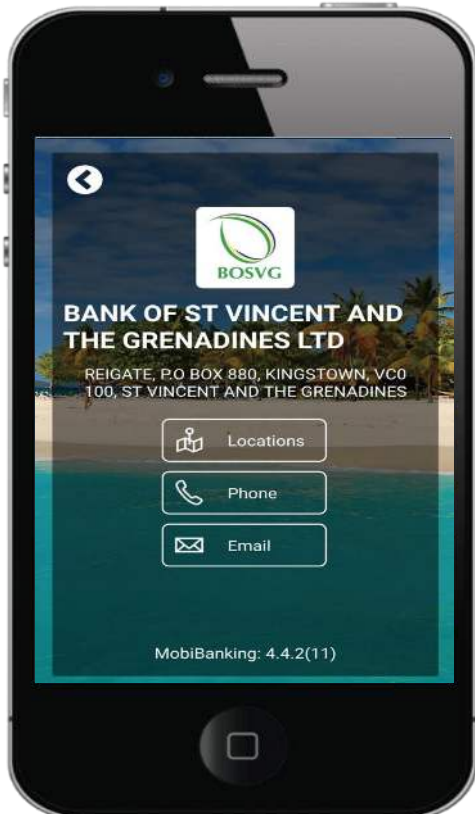 BOSVG
BANK OF ST VINCENT AND
THE GRENADINES LTD
REIGATE, P.O BOX 880, KINGSTOWN, VC0
100, ST VINCENT AND THE GRENADINES
Locations
Phone
Email
MobiBanking: 4.4.2(11)